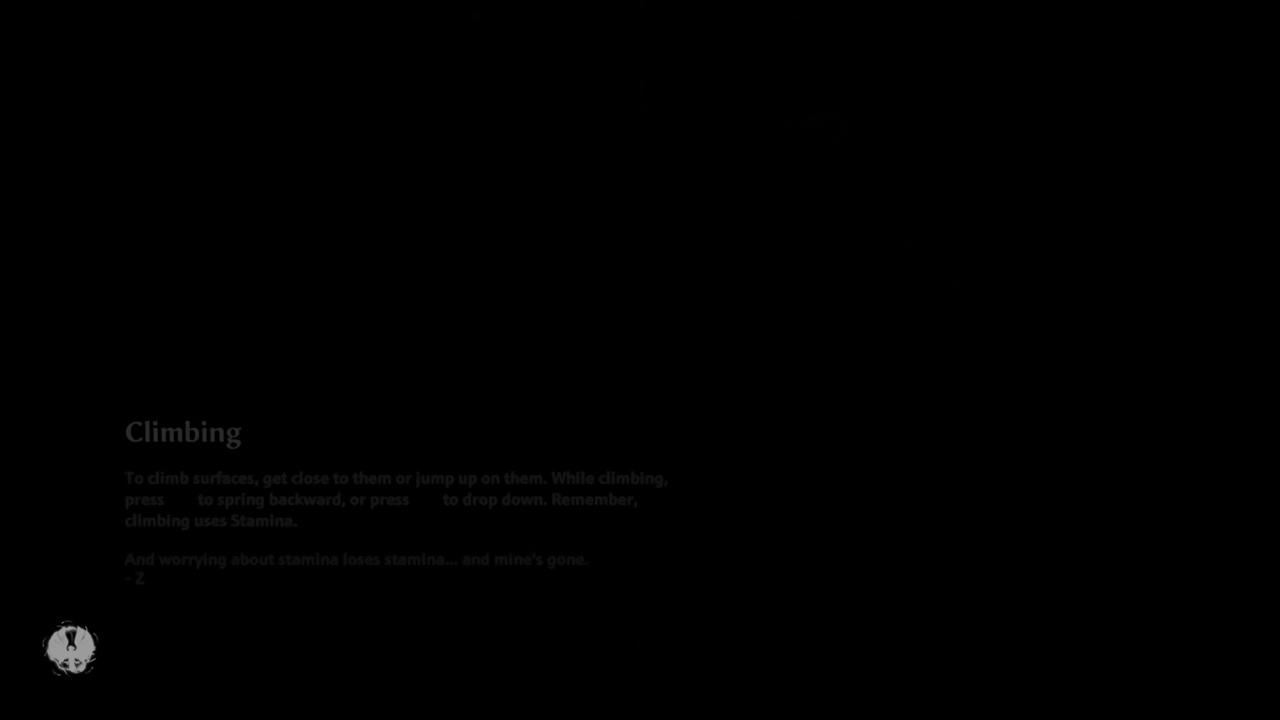 Climbing
To climb surfaces, get close to them or jump up on them. While climbing,
press to spring backward, or press to drop down. Remember,
climbing uses Stamina.
And worrying about stamina loses stamina... and mine's gone.
- Z